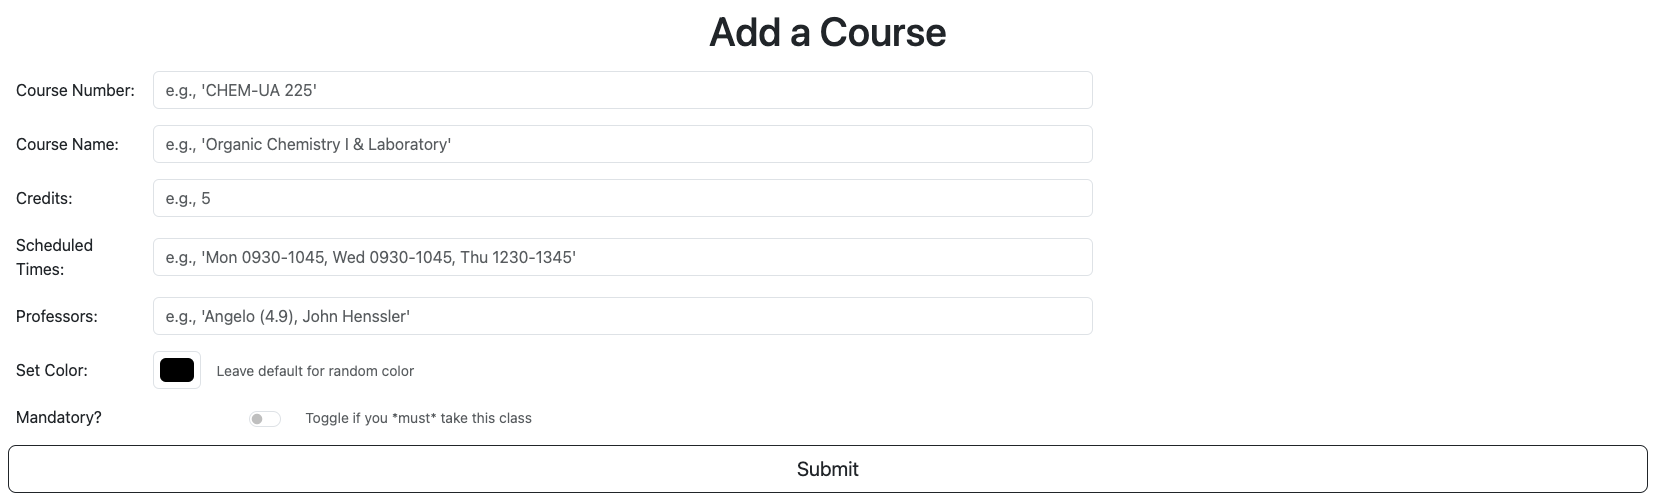 Add a Course
Course Number: e.g., 'CHEM-UA 225'
Course Name: e.g., 'Organic Chemistry I & Laboratory'
Credits: e.g., 5
Scheduled
Times: e.g., 'Mon 0930-1045, Wed 0930-1045, Thu 1230-1345'
Professors: e.g., 'Angelo (4.9), John Henssler'
Set Color: Leave default for random color
Mandatory? Toggle if you *must* take this class
Submit